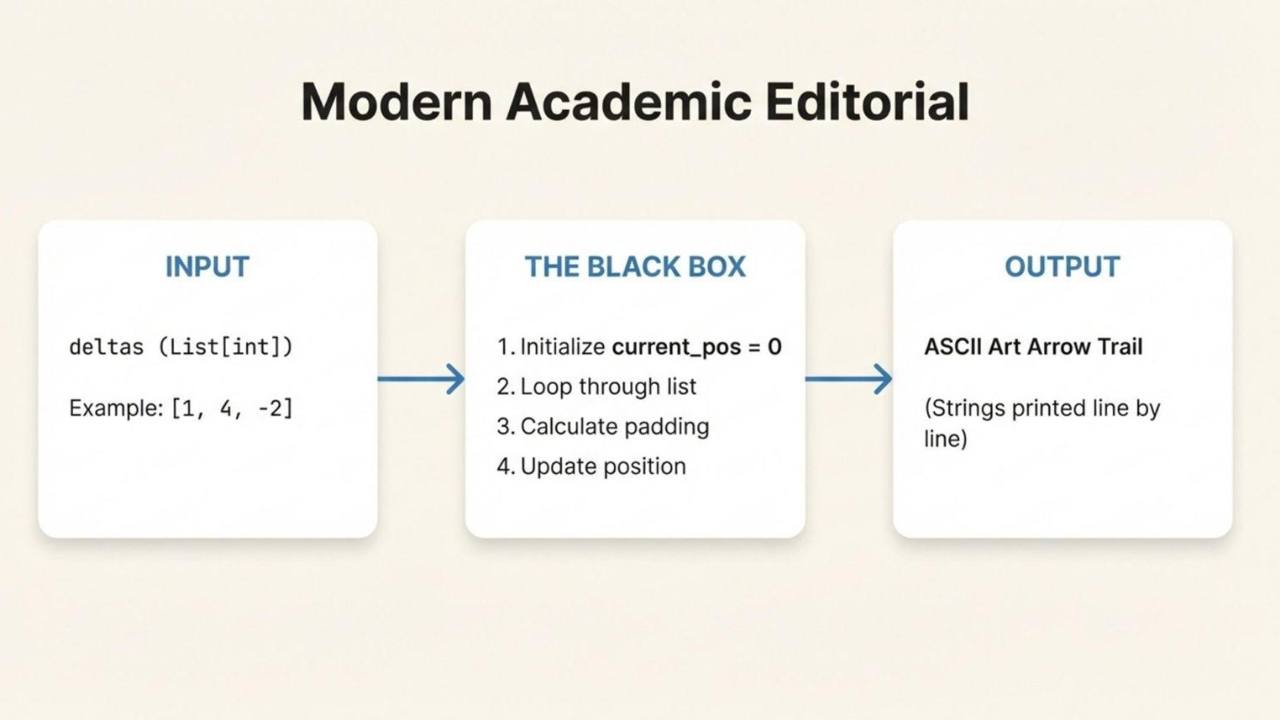 Modern Academic Editorial
INPUT
deltas (List[int])
Example: [1, 4, -2]
THE BLACK BOX
1. Initialize current_pos = 0
2. Loop through list
3. Calculate padding
4. Update position
OUTPUT
ASCII Art Arrow Trail
(Strings printed line by
line)